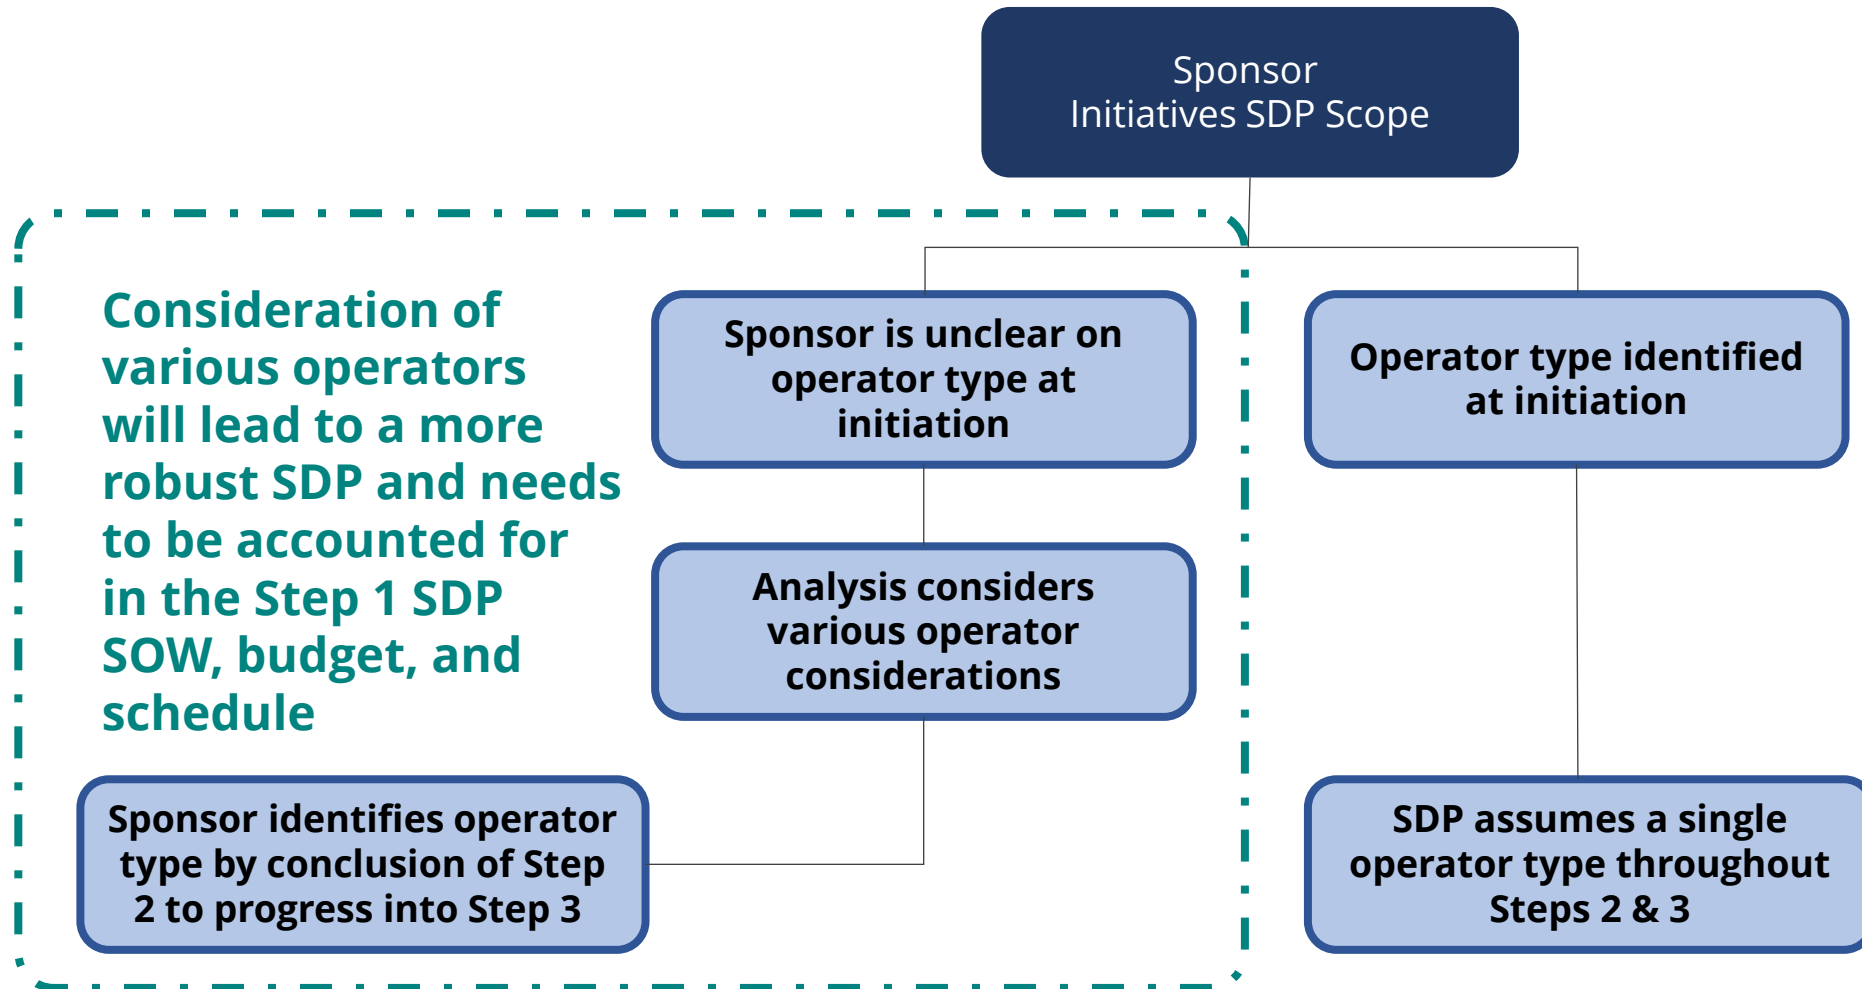 Sponsor
Initiatives SDP Scope
Consideration of
various operators
will lead to a more
robust SDP and needs
to be accounted for
in the Step 1 SDP
SOW, budget, and
schedule
Sponsor is unclear on
operator type at
initiation
Operator type identified
at initiation
Analysis considers
various operator
considerations
Sponsor identifies operator
type by conclusion of Step
2 to progress into Step 3
SDP assumes a single
operator type throughout
Steps 2 & 3